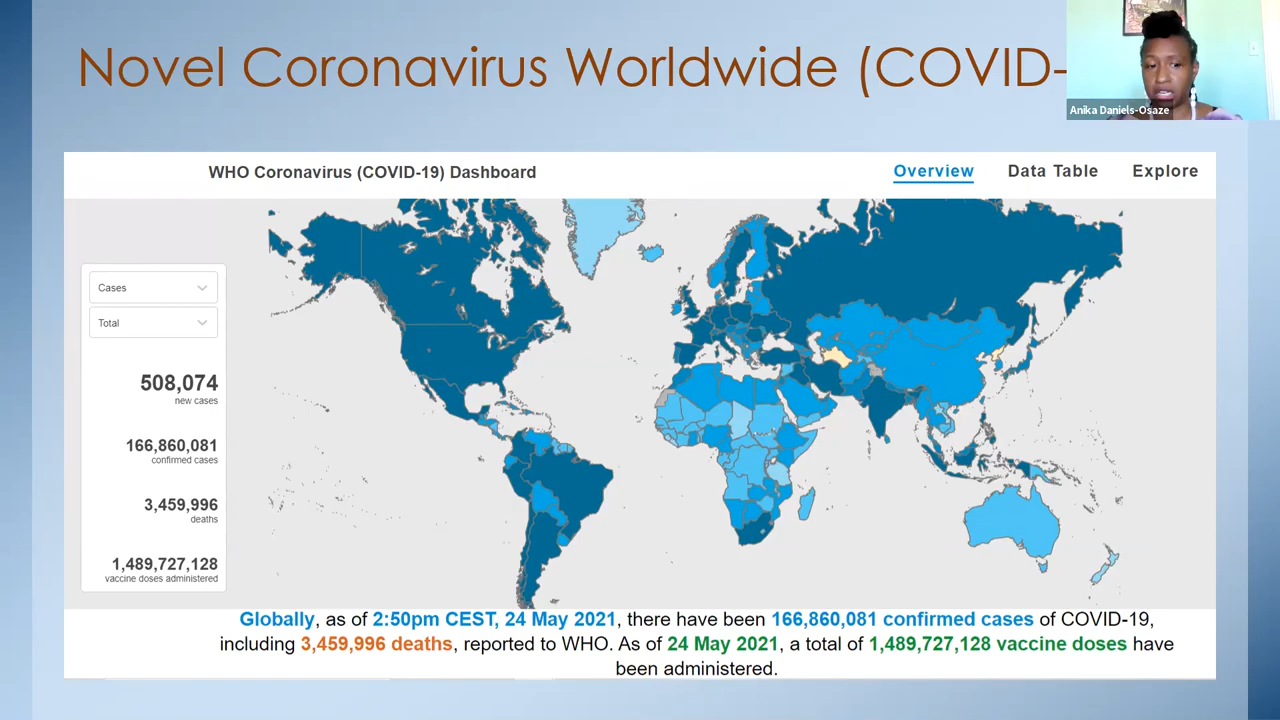 Novel Coronavirus Worldwide (COVID-
Anika Daniels-Osaze
WHO Coronavirus (COVID-19) Dashboard
Overview Data Table Explore
Cases
Total
508,074
new cases
166,860,081
confirmed cases
3,459,996
deaths
1,489,727,128
vaccine doses administered
Globally, as of 2:50pm CEST, 24 May 2021, there have been 166,860,081 confirmed cases of COVID-19,
including 3,459,996 deaths, reported to WHO. As of 24 May 2021, a total of 1,489,727,128 vaccine doses have
been administered.